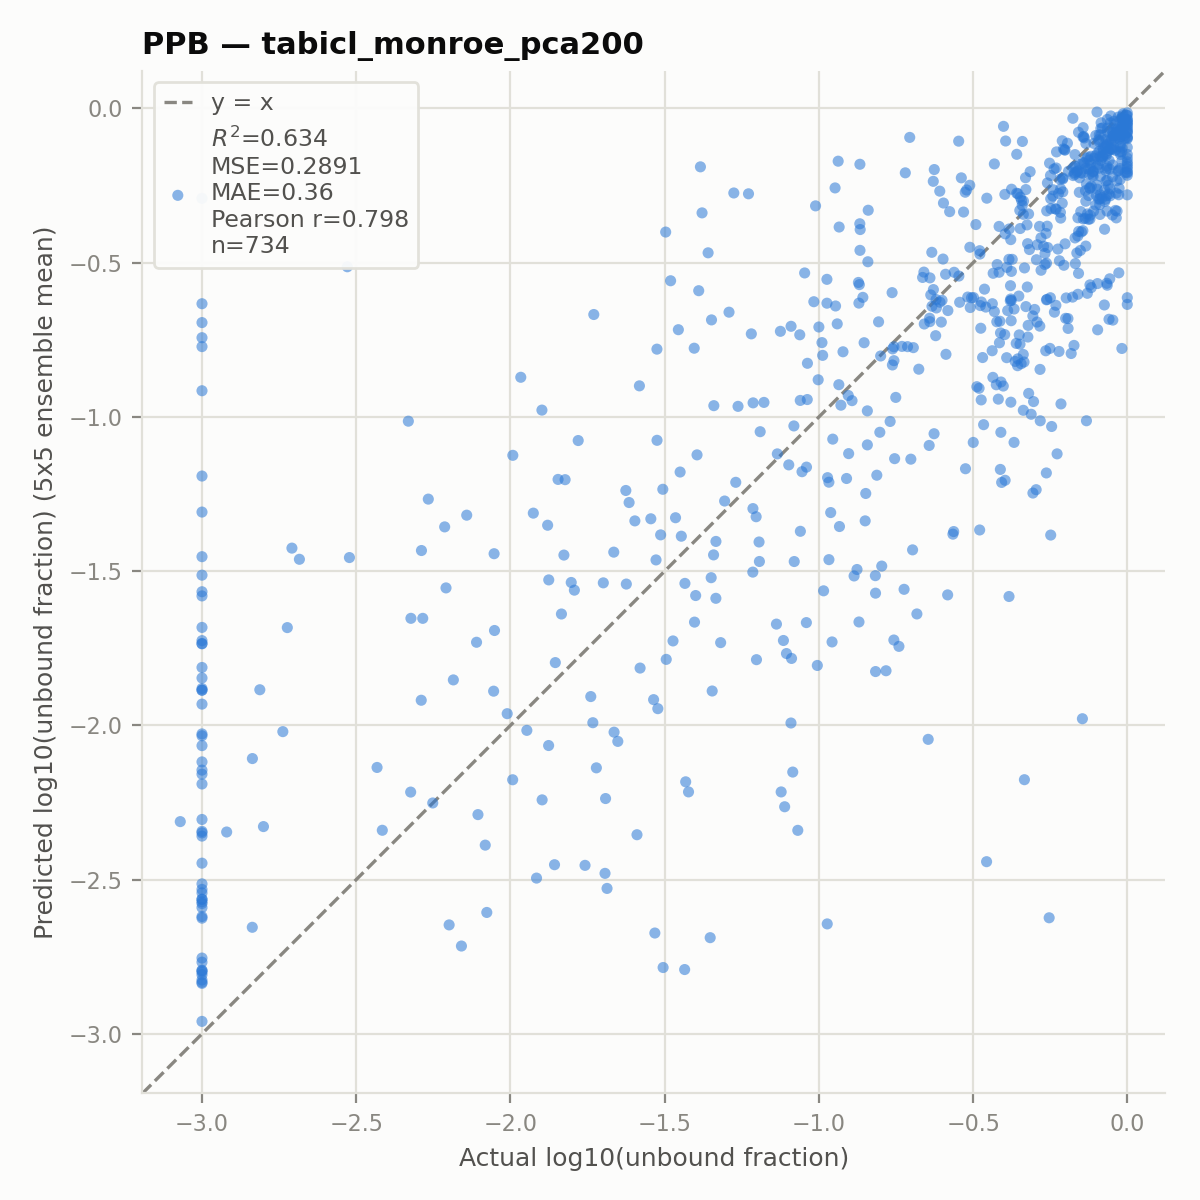 PPB — tabicl_monroe_pca200
y = x
R²=0.634
MSE=0.2891
MAE=0.36
Pearson r=0.798
n=734
0.0
−0.5
−1.0
−1.5
−2.0
−2.5
−3.0
Predicted log10(unbound fraction) (5x5 ensemble mean)
−3.0 −2.5 −2.0 −1.5 −1.0 −0.5 0.0
Actual log10(unbound fraction)